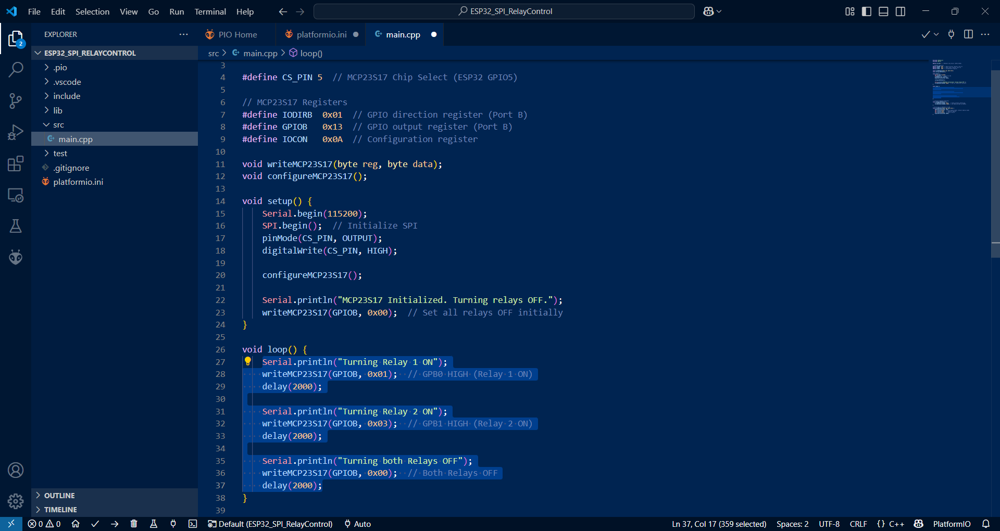 File Edit Selection View Go Run Terminal Help
ESP32_SPI_RelayControl
EXPLORER
PIO Home
platformio.ini
main.cpp
ESP32_SPI_RELAYCONTROL
src > main.cpp > loop()
.pio
.vscode
include
lib
src
main.cpp
test
.gitignore
platformio.ini
OUTLINE
TIMELINE
2
3
4 #define CS_PIN 5  // MCP23S17 Chip Select (ESP32 GPIO5)
5
6 // MCP23S17 Registers
7 #define IODIRB  0x01  // GPIO direction register (Port B)
8 #define GPIOB   0x13  // GPIO output register (Port B)
9 #define IOCON   0x0A  // Configuration register
10
11 void writeMCP23S17(byte reg, byte data);
12 void configureMCP23S17();
13
14 void setup() {
15     Serial.begin(115200);
16     SPI.begin();  // Initialize SPI
17     pinMode(CS_PIN, OUTPUT);
18     digitalWrite(CS_PIN, HIGH);
19
20     configureMCP23S17();
21
22     Serial.println("MCP23S17 Initialized. Turning relays OFF.");
23     writeMCP23S17(GPIOB, 0x00);  // Set all relays OFF initially
24 }
25
26 void loop() {
27     Serial.println("Turning Relay 1 ON");
28     writeMCP23S17(GPIOB, 0x01);  // GPB0 HIGH (Relay 1 ON)
29     delay(2000);
30
31     Serial.println("Turning Relay 2 ON");
32     writeMCP23S17(GPIOB, 0x03);  // GPB1 HIGH (Relay 2 ON)
33     delay(2000);
34
35     Serial.println("Turning both Relays OFF");
36     writeMCP23S17(GPIOB, 0x00);  // Both Relays OFF
37     delay(2000);
38 }
39
0 0 Default (ESP32_SPI_RelayControl) Auto Ln 37, Col 17 (359 selected) Spaces: 2 UTF-8 CRLF {} C++ PlatformIO